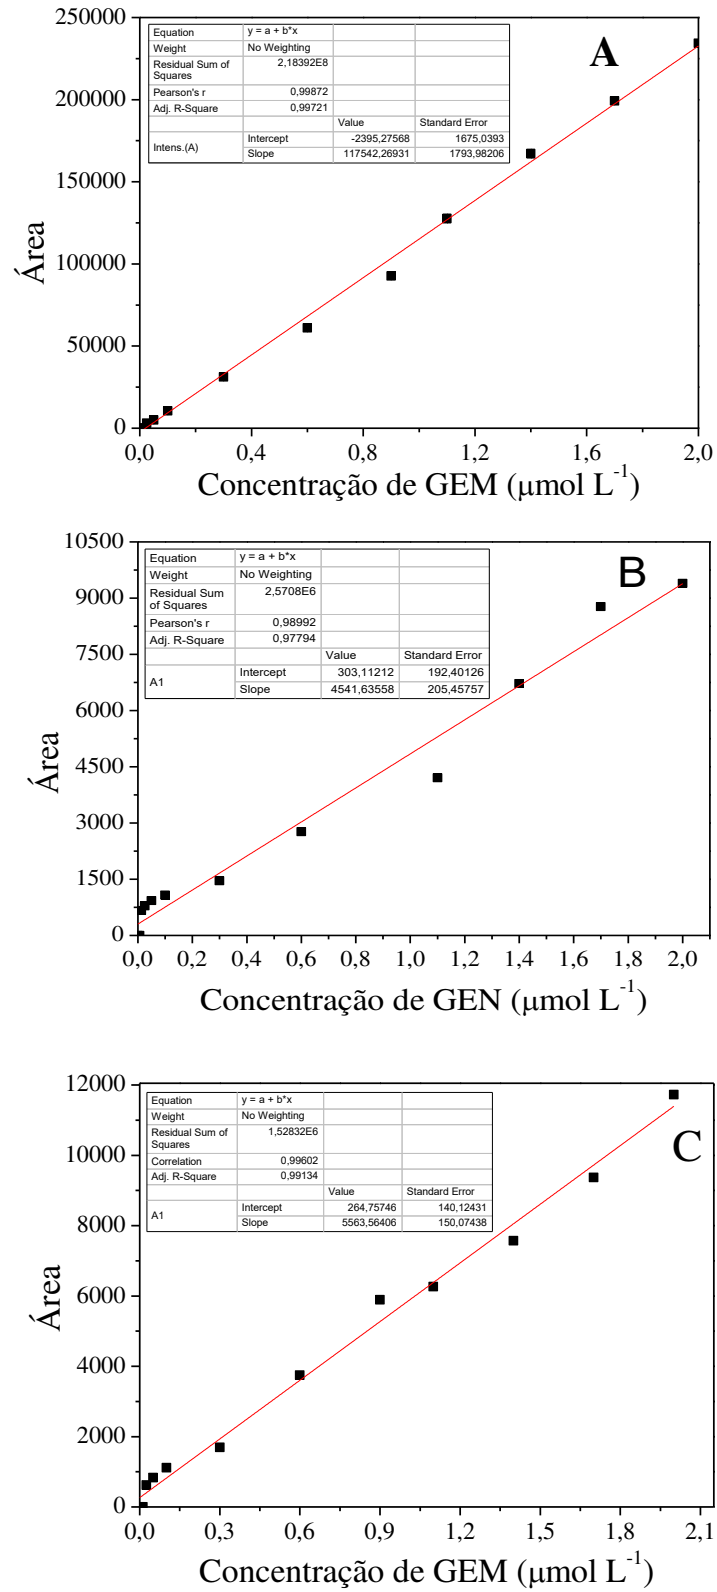 A
Equation y = a + b*x
Weight No Weighting
Residual Sum of Squares 2,18392E8
Pearson's r 0,99872
Adj. R-Square 0,99721
Value Standard Error
Intens.(A) Intercept -2395,27568 1675,0393
Slope 117542,26931 1793,98206
250000
200000
150000
100000
50000
0
Área
0,0 0,4 0,8 1,2 1,6 2,0
Concentração de GEM (μmol L⁻¹)
B
Equation y = a + b*x
Weight No Weighting
Residual Sum of Squares 2,5708E6
Pearson's r 0,98992
Adj. R-Square 0,97794
Value Standard Error
A1 Intercept 303,11212 192,40126
Slope 4541,63558 205,45757
10500
9000
7500
6000
4500
3000
1500
0
Área
0,0 0,2 0,4 0,6 0,8 1,0 1,2 1,4 1,6 1,8 2,0
Concentração de GEN (μmol L⁻¹)
C
Equation y = a + b*x
Weight No Weighting
Residual Sum of Squares 1,52832E6
Correlation 0,99602
Adj. R-Square 0,99134
Value Standard Error
A1 Intercept 264,75746 140,12431
Slope 5563,56406 150,07438
12000
10000
8000
6000
4000
2000
0
Área
0,0 0,3 0,6 0,9 1,2 1,5 1,8 2,1
Concentração de GEM (μmol L⁻¹)